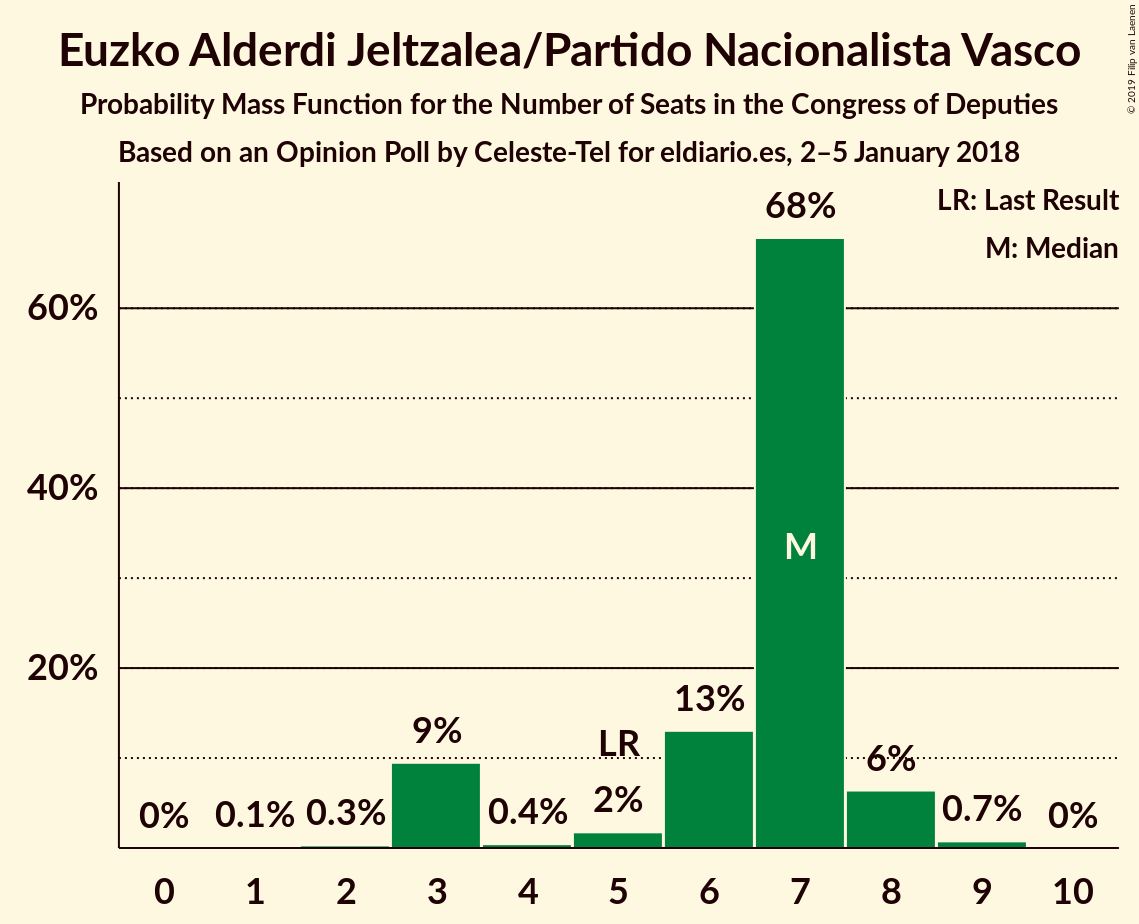 Euzko Alderdi Jeltzalea/Partido Nacionalista Vasco
Probability Mass Function for the Number of Seats in the Congress of Deputies
Based on an Opinion Poll by Celeste-Tel for eldiario.es, 2–5 January 2018
© 2019 Filip van Laenen
LR: Last Result
M: Median
60%
40%
20%
0%
0.1%
0.3%
9%
0.4%
LR
2%
13%
68%
M
6%
0.7%
0%
0 1 2 3 4 5 6 7 8 9 10